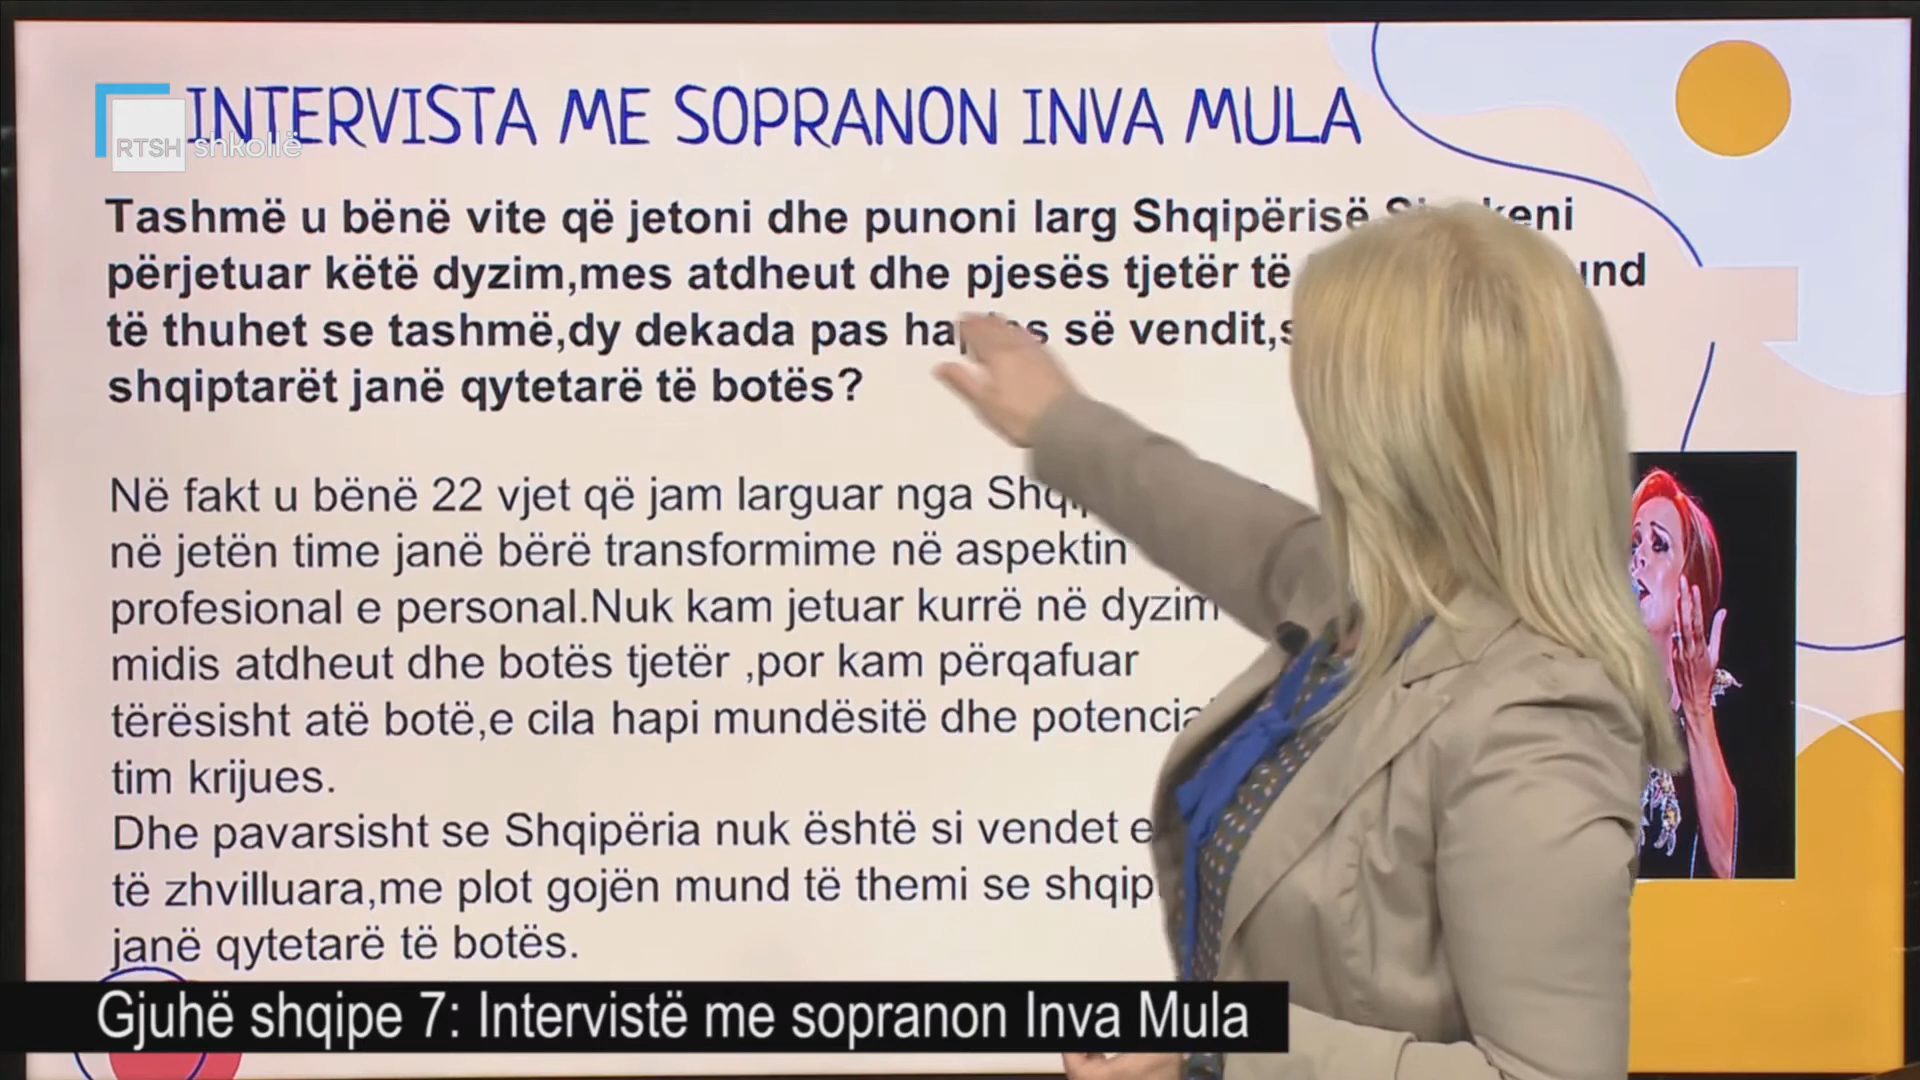 INTERVISTA ME SOPRANON INVA MULA
RTSH shkollë
Tashmë u bënë vite që jetoni dhe punoni larg Shqipërisë
përjetuar këtë dyzim,mes atdheut dhe pjesës tjetër të
të thuhet se tashmë,dy dekada pas hapjes së vendit,
shqiptarët janë qytetarë të botës?
Në fakt u bënë 22 vjet që jam larguar nga
në jetën time janë bërë transformime në aspektin
profesional e personal.Nuk kam jetuar kurrë në dyzim
midis atdheut dhe botës tjetër ,por kam përqafuar
tërësisht atë botë,e cila hapi mundësitë dhe
tim krijues.
Dhe pavarsisht se Shqipëria nuk është si vendet e
të zhvilluara,me plot gojën mund të themi se
janë qytetarë të botës.
Gjuhë shqipe 7: Intervistë me sopranon Inva Mula